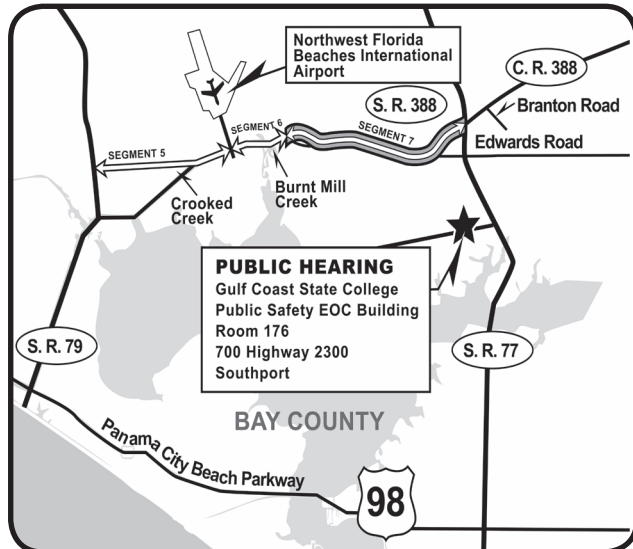 Northwest Florida
Beaches International
Airport
C. R. 388
S. R. 388
Branton Road
SEGMENT 6
SEGMENT 7
Edwards Road
SEGMENT 5
Burnt Mill
Creek
Crooked
Creek
PUBLIC HEARING
Gulf Coast State College
Public Safety EOC Building
Room 176
700 Highway 2300
Southport
S. R. 79
S. R. 77
BAY COUNTY
Panama City Beach Parkway
98